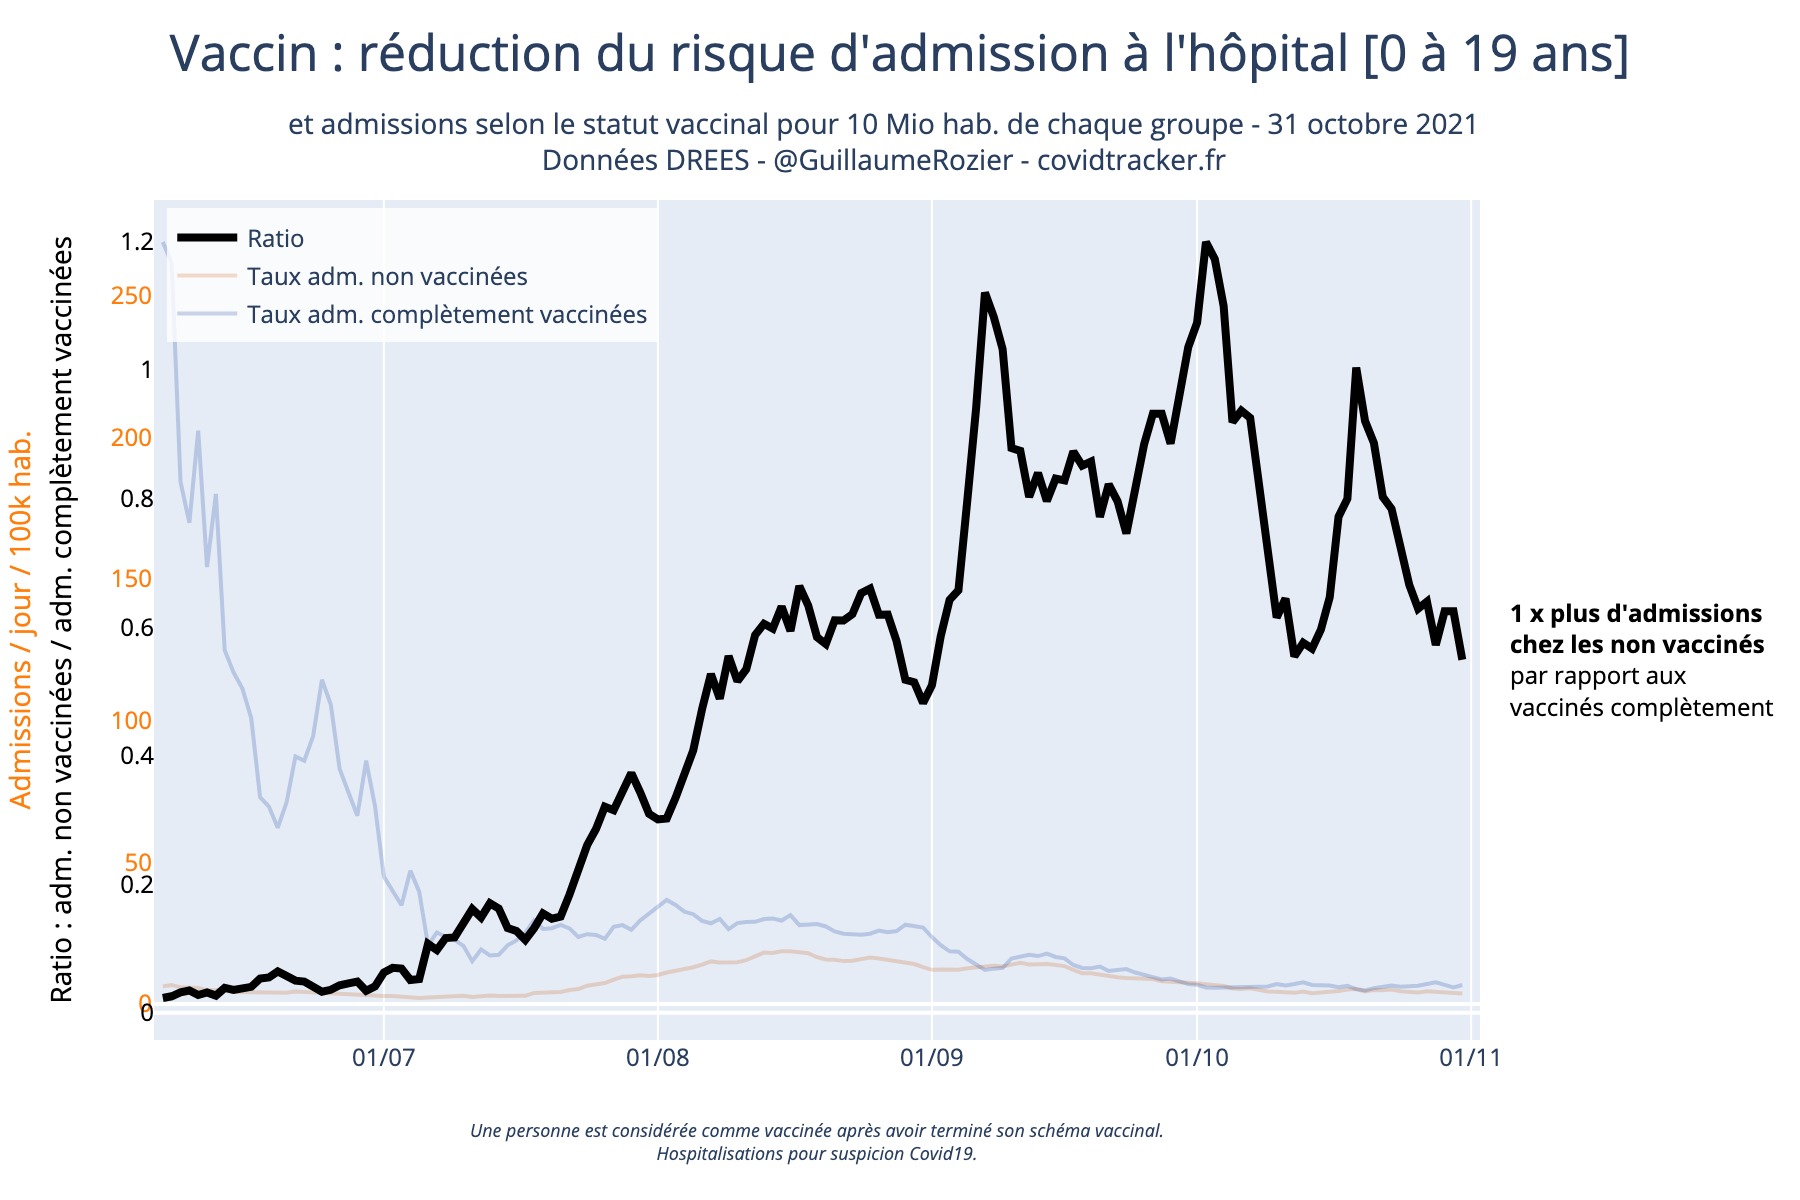 Vaccin : réduction du risque d'admission à l'hôpital [0 à 19 ans]
et admissions selon le statut vaccinal pour 10 Mio hab. de chaque groupe - 31 octobre 2021
Données DREES - @GuillaumeRozier - covidtracker.fr
Admissions / jour / 100k hab.
Ratio : adm. non vaccinées / adm. complètement vaccinées
Ratio
Taux adm. non vaccinées
Taux adm. complètement vaccinées
1.2
250
1
200
0.8
150
0.6
100
0.4
50
0.2
0
0
01/07
01/08
01/09
01/10
01/11
1 x plus d'admissions
chez les non vaccinés
par rapport aux
vaccinés complètement
Une personne est considérée comme vaccinée après avoir terminé son schéma vaccinal.
Hospitalisations pour suspicion Covid19.